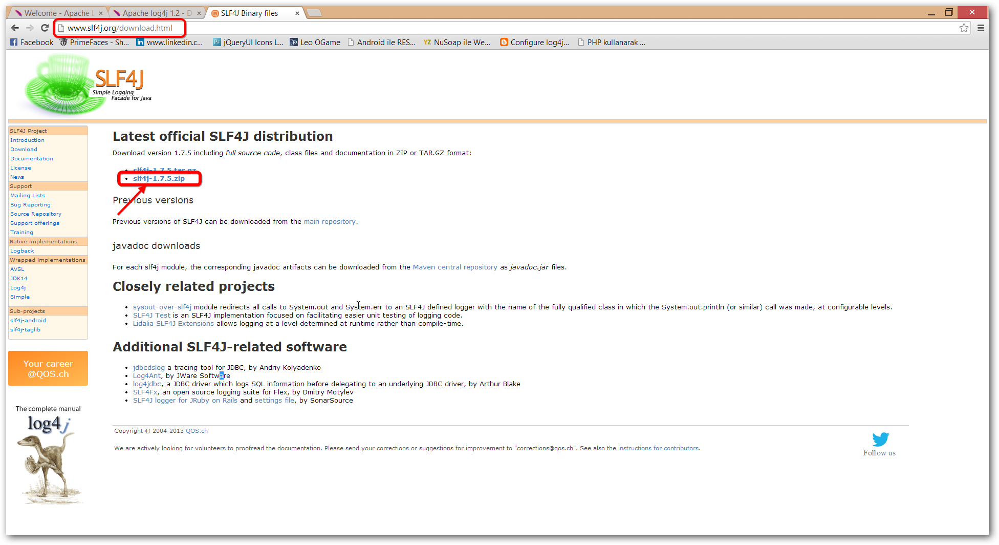 Welcome - Apache L
Apache log4j 1.2 - D
SLF4J Binary files
www.slf4j.org/download.html
Facebook
PrimeFaces - Sh...
www.linkedin.c...
jQueryUI Icons L...
Leo OGame
Android ile RES...
YZ NuSoap ile We...
Configure log4j...
PHP kullanarak ...
SLF4J
Simple Logging
Facade for Java
SLF4J Project
Introduction
Download
Documentation
License
News
Support
Mailing Lists
Bug Reporting
Source Repository
Support offerings
Training
Native implementations
Logback
Wrapped implementations
AVSL
JDK14
Log4j
Simple
Sub-projects
slf4j-android
slf4j-taglib
Your career
@QOS.ch
The complete manual
log4j
Latest official SLF4J distribution
Download version 1.7.5 including full source code, class files and documentation in ZIP or TAR.GZ format:
slf4j-1.7.5.tar.gz
slf4j-1.7.5.zip
Previous versions
Previous versions of SLF4J can be downloaded from the main repository.
javadoc downloads
For each slf4j module, the corresponding javadoc artifacts can be downloaded from the Maven central repository as javadoc.jar files.
Closely related projects
sysout-over-slf4j module redirects all calls to System.out and System.err to an SLF4J defined logger with the name of the fully qualified class in which the System.out.println (or similar) call was made, at configurable levels.
SLF4J Test is an SLF4J implementation focused on facilitating easier unit testing of logging code.
Lidalia SLF4J Extensions allows logging at a level determined at runtime rather than compile-time.
Additional SLF4J-related software
jdbcdslog a tracing tool for JDBC, by Andriy Kolyadenko
Log4Ant, by JWare Software
log4jdbc, a JDBC driver which logs SQL information before delegating to an underlying JDBC driver, by Arthur Blake
SLF4Fx, an open source logging suite for Flex, by Dmitry Motylev
SLF4J logger for JRuby on Rails and settings file, by SonarSource
Copyright © 2004-2013 QOS.ch
We are actively looking for volunteers to proofread the documentation. Please send your corrections or suggestions for improvement to "corrections@qos.ch". See also the instructions for contributors.
Follow us